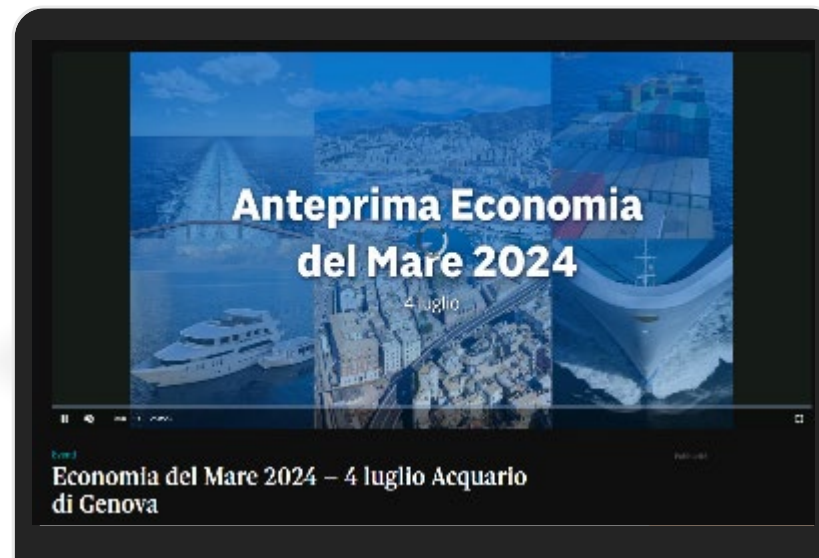 Anteprima Economia
del Mare 2024
4 luglio
Economia del Mare 2024 – 4 luglio Acquario
di Genova